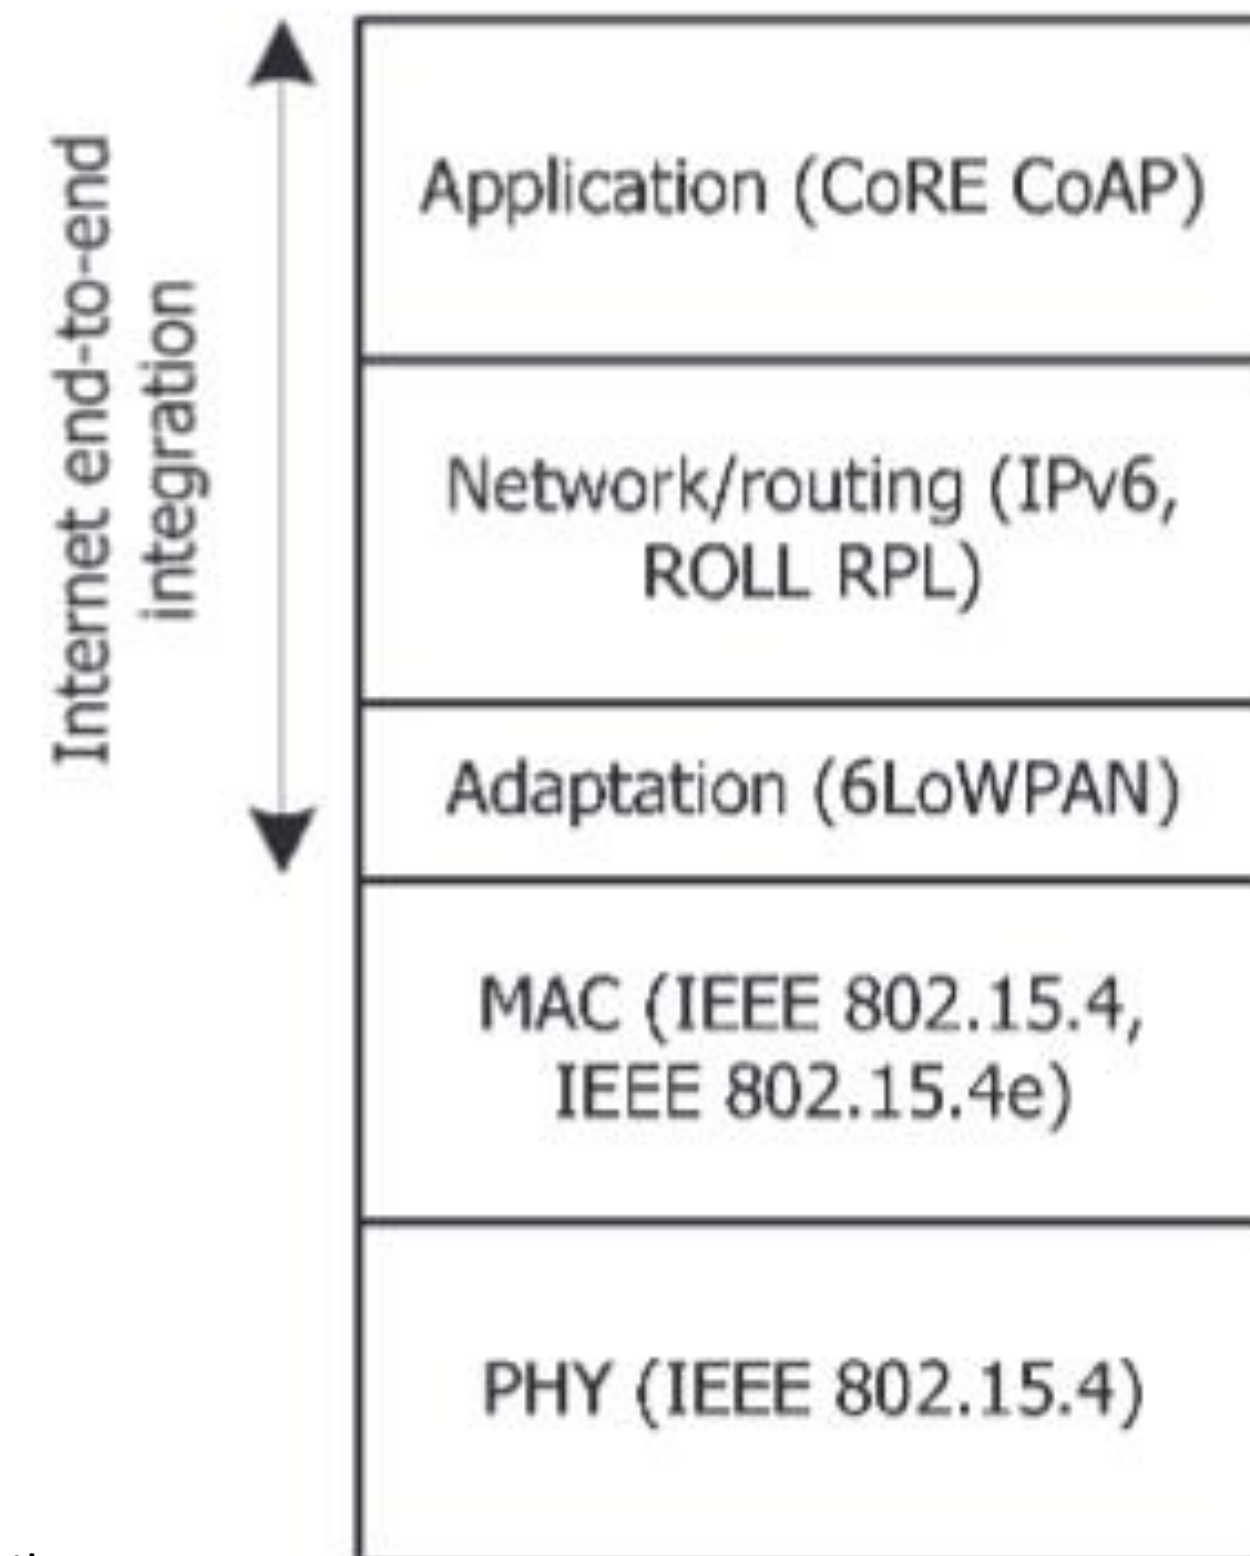 Internet end-to-end
integration
Application (CoRE CoAP)
Network/routing (IPv6,
ROLL RPL)
Adaptation (6LoWPAN)
MAC (IEEE 802.15.4,
IEEE 802.15.4e)
PHY (IEEE 802.15.4)